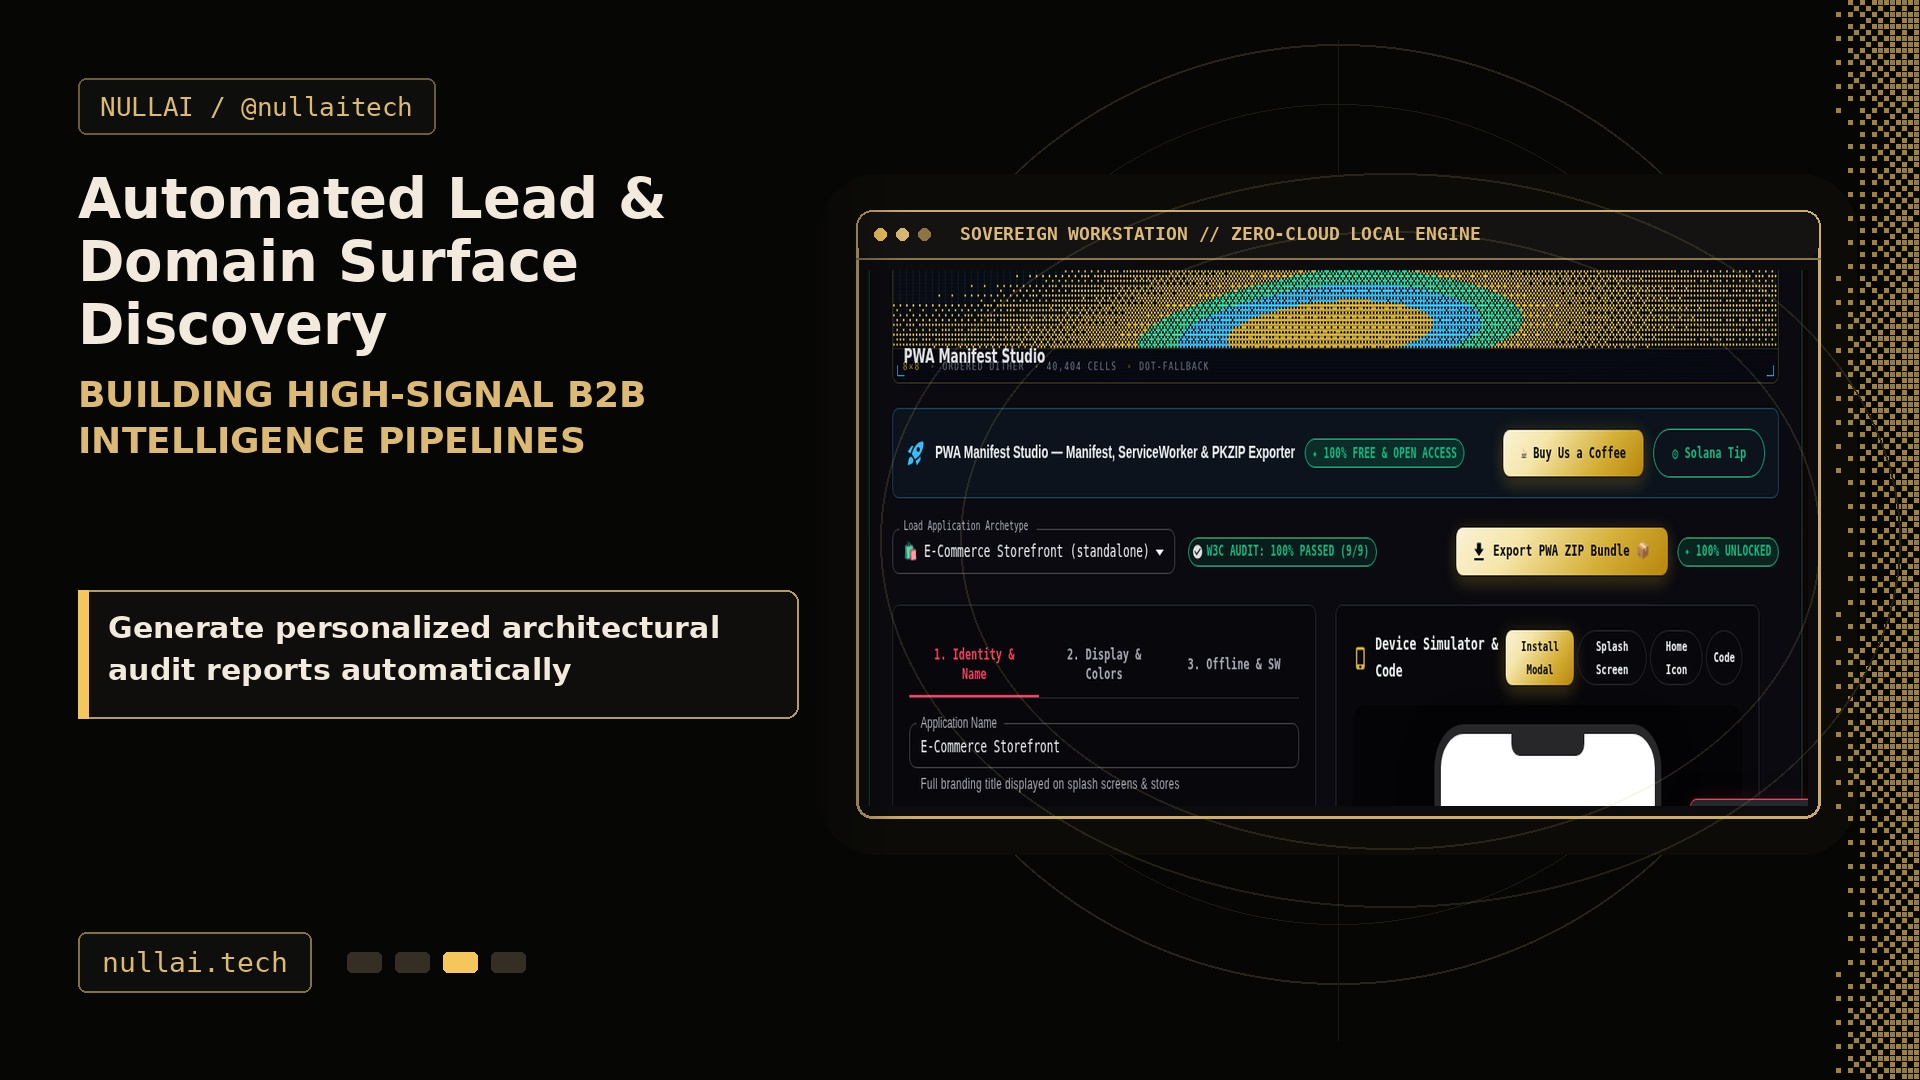 NULLAI / @nullaitech
Automated Lead &
Domain Surface
Discovery
BUILDING HIGH-SIGNAL B2B
INTELLIGENCE PIPELINES
Generate personalized architectural
audit reports automatically
nullai.tech
SOVEREIGN WORKSTATION // ZERO-CLOUD LOCAL ENGINE
PWA Manifest Studio
8×8 · ORDERED DITHER · 40,404 CELLS · DOT-FALLBACK
PWA Manifest Studio — Manifest, ServiceWorker & PKZIP Exporter
100% FREE & OPEN ACCESS
Buy Us a Coffee
Solana Tip
Load Application Archetype
E-Commerce Storefront (standalone)
W3C AUDIT: 100% PASSED (9/9)
Export PWA ZIP Bundle
100% UNLOCKED
1. Identity &
Name
2. Display &
Colors
3. Offline & SW
Application Name
E-Commerce Storefront
Full branding title displayed on splash screens & stores
Device Simulator &
Code
Install
Modal
Splash
Screen
Home
Icon
Code